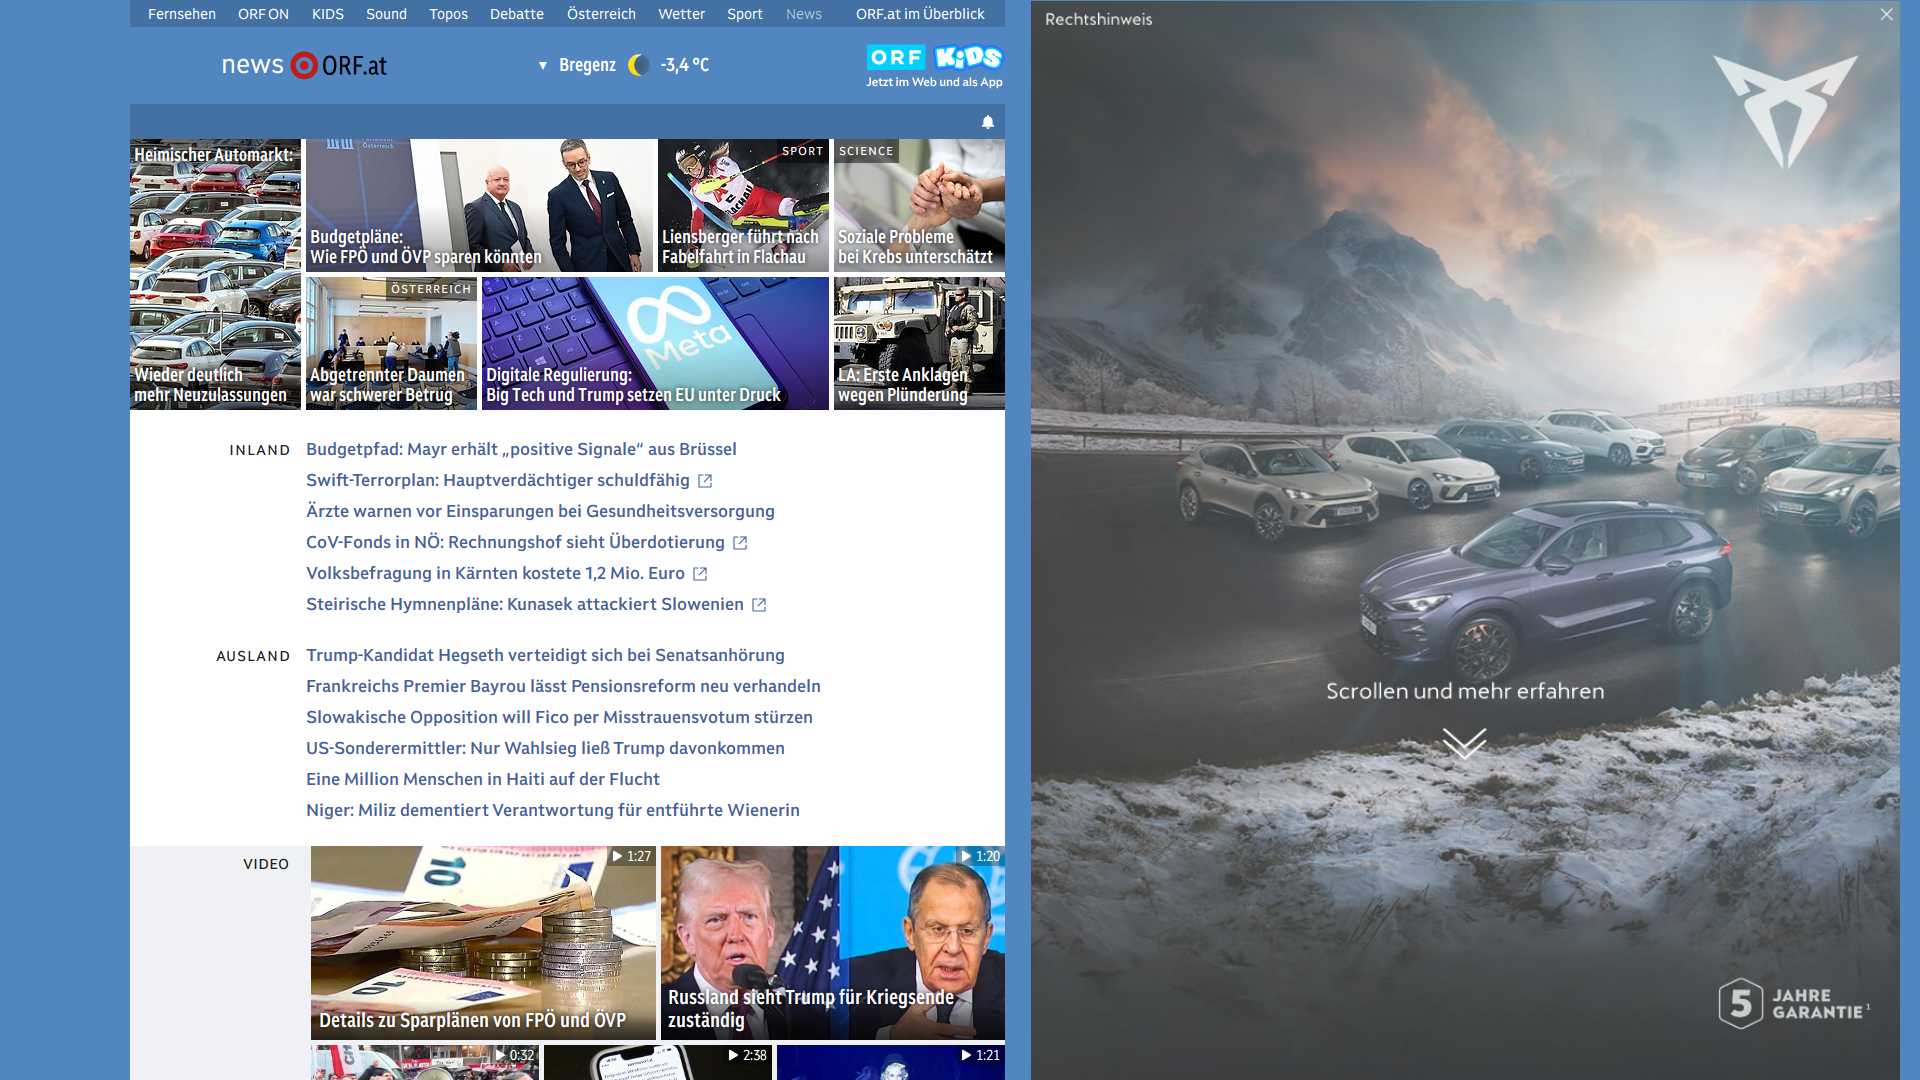 Fernsehen ORF ON KIDS Sound Topos Debatte Österreich Wetter Sport News ORF.at im Überblick
news ORF.at
Bregenz -3,4 °C
ORF KiDS
Jetzt im Web und als App
Heimischer Automarkt:
Wieder deutlich
mehr Neuzulassungen
Budgetpläne:
Wie FPÖ und ÖVP sparen könnten
SPORT
Liensberger führt nach
Fabelfahrt in Flachau
SCIENCE
Soziale Probleme
bei Krebs unterschätzt
ÖSTERREICH
Abgetrennter Daumen
war schwerer Betrug
Meta
Digitale Regulierung:
Big Tech und Trump setzen EU unter Druck
LA: Erste Anklagen
wegen Plünderung
INLAND
Budgetpfad: Mayr erhält „positive Signale“ aus Brüssel
Swift-Terrorplan: Hauptverdächtiger schuldfähig
Ärzte warnen vor Einsparungen bei Gesundheitsversorgung
CoV-Fonds in NÖ: Rechnungshof sieht Überdotierung
Volksbefragung in Kärnten kostete 1,2 Mio. Euro
Steirische Hymnenpläne: Kunasek attackiert Slowenien
AUSLAND
Trump-Kandidat Hegseth verteidigt sich bei Senatsanhörung
Frankreichs Premier Bayrou lässt Pensionsreform neu verhandeln
Slowakische Opposition will Fico per Misstrauensvotum stürzen
US-Sonderermittler: Nur Wahlsieg ließ Trump davonkommen
Eine Million Menschen in Haiti auf der Flucht
Niger: Miliz dementiert Verantwortung für entführte Wienerin
VIDEO
1:27
Details zu Sparplänen von FPÖ und ÖVP
1:20
Russland sieht Trump für Kriegsende
zuständig
0:32
2:38
1:21
Rechtshinweis
Scrollen und mehr erfahren
5 JAHRE
GARANTIE¹